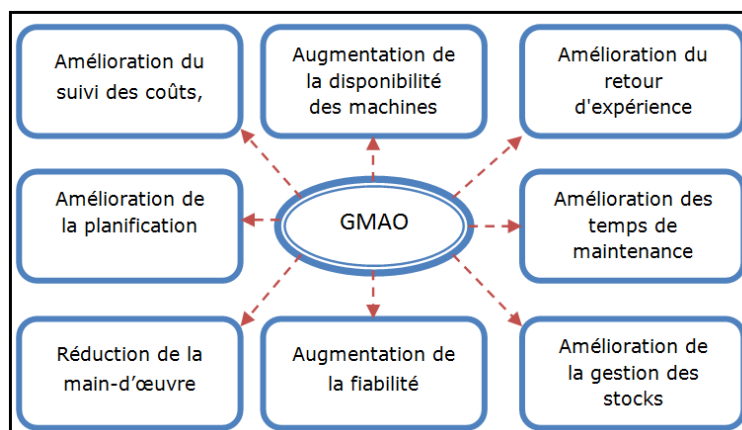 Amélioration du
suivi des coûts,
Augmentation de
la disponibilité
des machines
Amélioration du
retour
d'expérience
Amélioration de
la planification
GMAO
Amélioration des
temps de
maintenance
Réduction de la
main-d’œuvre
Augmentation de
la fiabilité
Amélioration de
la gestion des
stocks